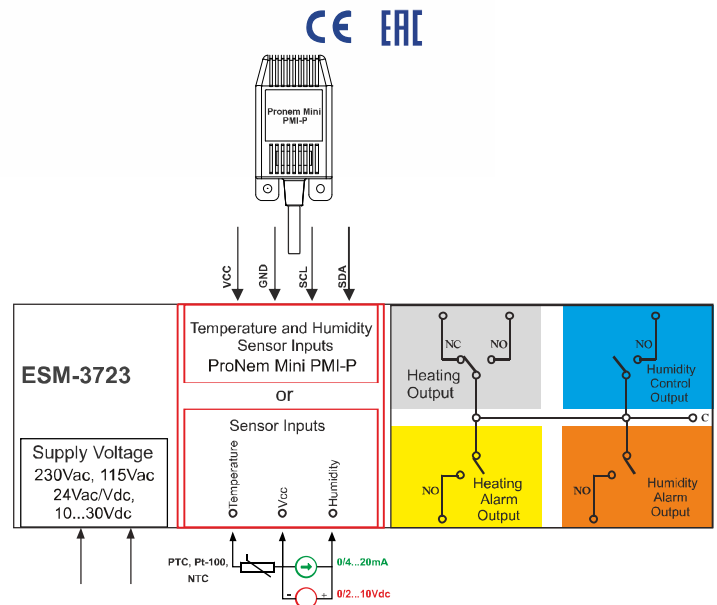 CE EAC
Pronem Mini
PMI-P
VCC
GND
SCL
SDA
ESM-3723
Temperature and Humidity
Sensor Inputs
ProNem Mini PMI-P
or
Sensor Inputs
Temperature
Vcc
Humidity
Supply Voltage
230Vac, 115Vac
24Vac/Vdc,
10...30Vdc
NC
NO
Heating
Output
NO
Humidity
Control
Output
C
NO
Heating
Alarm
Output
NO
Humidity
Alarm
Output
PTC, Pt-100,
NTC
0/4...20mA
- +
0/2...10Vdc